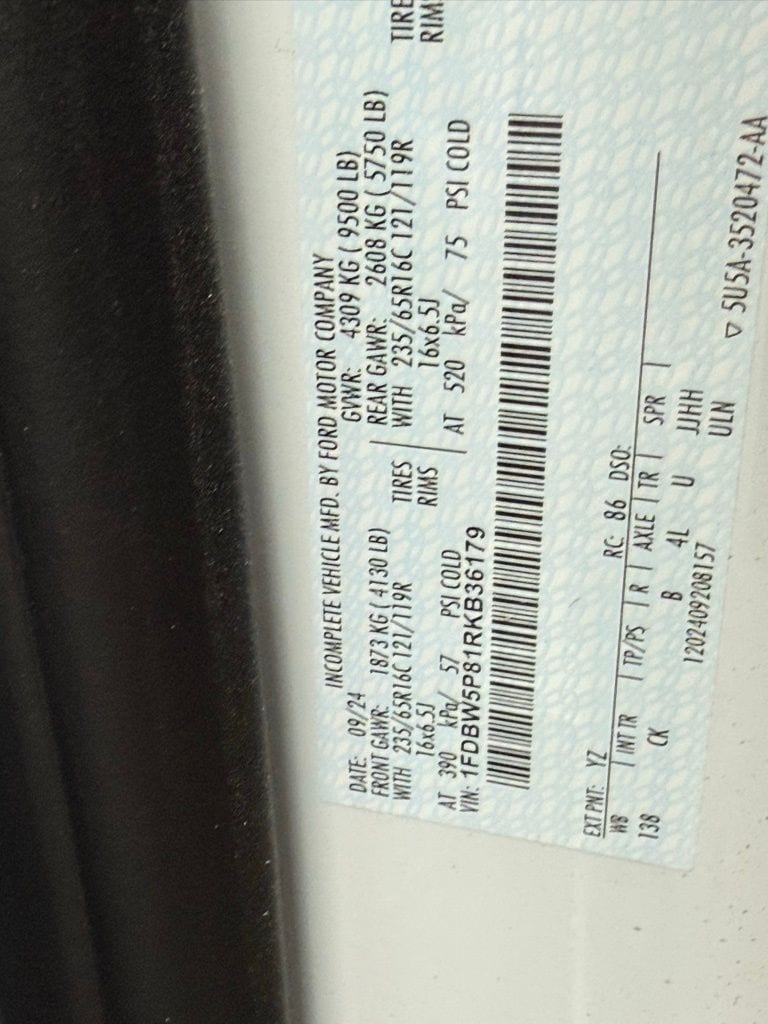 INCOMPLETE VEHICLE MFD. BY FORD MOTOR COMPANY
DATE: 09/24 GVWR: 4309 KG ( 9500 LB)
FRONT GAWR: 1873 KG ( 4130 LB) REAR GAWR: 2608 KG ( 5750 LB)
WITH 235/65R16C 121/119R TIRES WITH 235/65R16C 121/119R TIRE
16x6.5J RIMS 16x6.5J RIM
AT 390 kPa/ 57 PSI COLD AT 520 kPa/ 75 PSI COLD
VIN: 1FDBW5P81RKB36179
EXT PNT: YZ RC: 86 DSO:
WB INT TR TP/PS R AXLE TR SPR
138 CK B 4L U JJHH
1202409208157 ULN
▽ 5U5A-3520472-AA